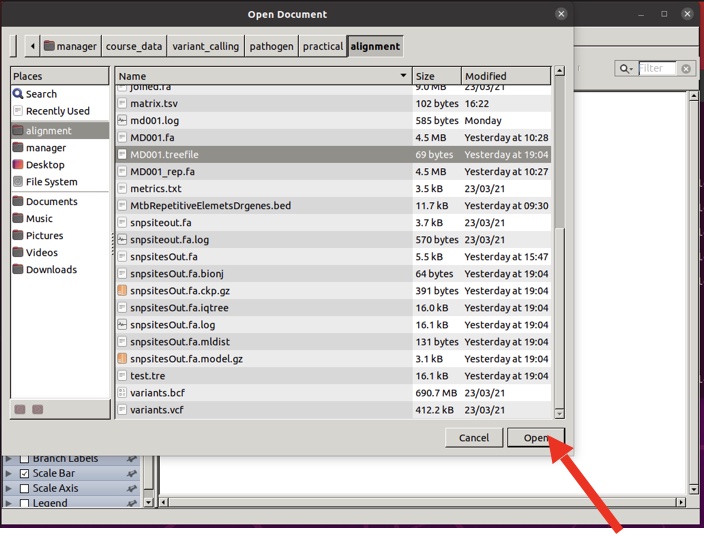 Open Document
manager course_data variant_calling pathogen practical alignment
Filter
Places
Search
Recently Used
alignment
manager
Desktop
File System
Documents
Music
Pictures
Videos
Downloads
Name Size Modified
joined.fa 9.0 MB 23/03/21
matrix.tsv 102 bytes 16:22
md001.log 585 bytes Monday
MD001.fa 4.5 MB Yesterday at 10:28
MD001.treefile 69 bytes Yesterday at 19:04
MD001_rep.fa 4.5 MB Yesterday at 10:27
metrics.txt 3.5 kB 23/03/21
MtbRepetitiveElemetsDrgenes.bed 11.7 kB Yesterday at 09:30
snpsiteout.fa 3.7 kB 23/03/21
snpsiteout.fa.log 570 bytes 23/03/21
snpsitesOut.fa 5.5 kB Yesterday at 15:47
snpsitesOut.fa.bionj 64 bytes Yesterday at 19:04
snpsitesOut.fa.ckp.gz 391 bytes Yesterday at 19:04
snpsitesOut.fa.iqtree 16.0 kB Yesterday at 19:04
snpsitesOut.fa.log 16.1 kB Yesterday at 19:04
snpsitesOut.fa.mldist 131 bytes Yesterday at 19:04
snpsitesOut.fa.model.gz 3.1 kB Yesterday at 19:04
test.tre 16.1 kB Yesterday at 19:04
variants.bcf 690.7 MB 23/03/21
variants.vcf 412.2 kB 23/03/21
Cancel Open
Branch Labels
Scale Bar
Scale Axis
Legend